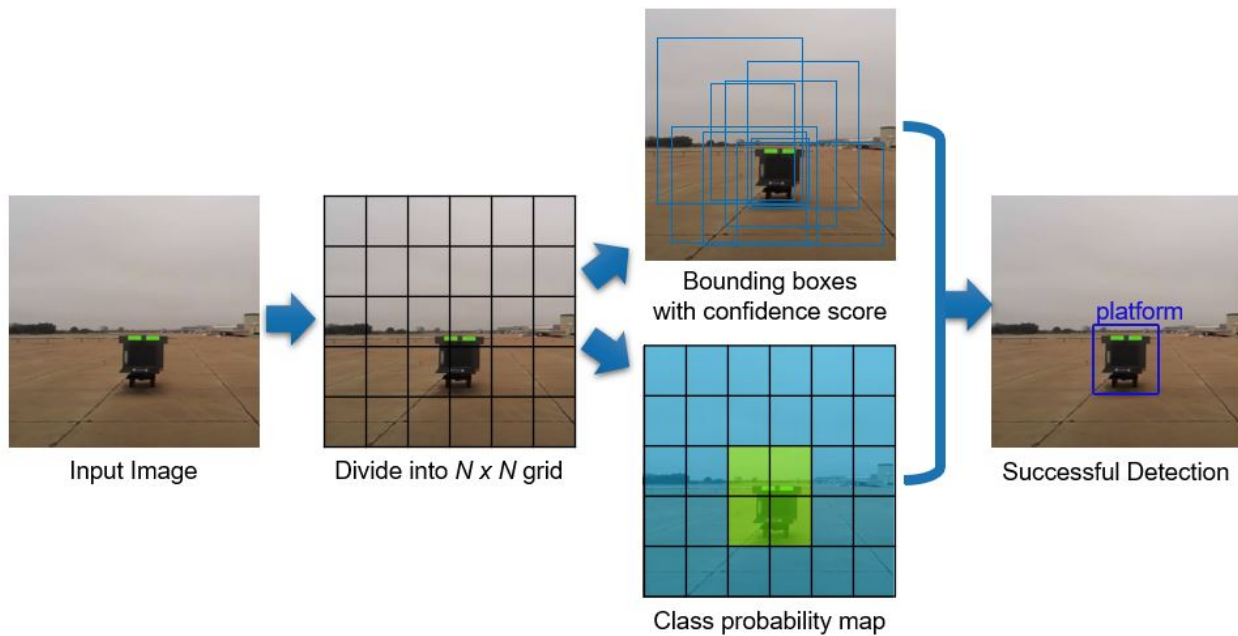 Input Image
Divide into N x N grid
Bounding boxes
with confidence score
Class probability map
platform
Successful Detection